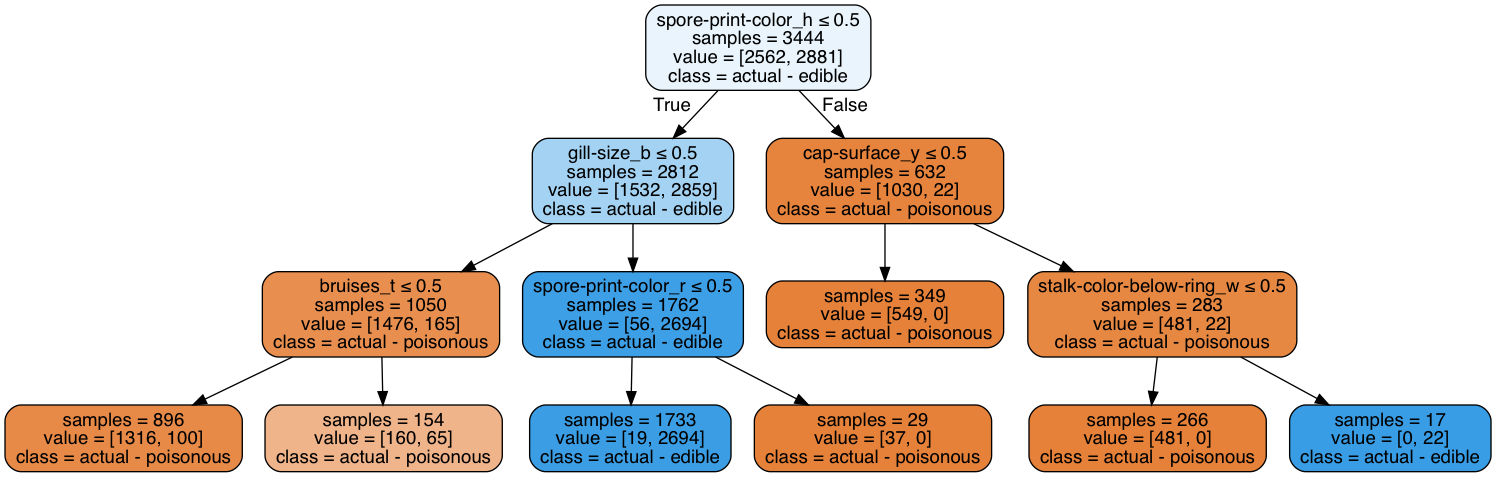 spore-print-color_h ≤ 0.5
samples = 3444
value = [2562, 2881]
class = actual - edible
True
False
gill-size_b ≤ 0.5
samples = 2812
value = [1532, 2859]
class = actual - edible
cap-surface_y ≤ 0.5
samples = 632
value = [1030, 22]
class = actual - poisonous
bruises_t ≤ 0.5
samples = 1050
value = [1476, 165]
class = actual - poisonous
spore-print-color_r ≤ 0.5
samples = 1762
value = [56, 2694]
class = actual - edible
samples = 349
value = [549, 0]
class = actual - poisonous
stalk-color-below-ring_w ≤ 0.5
samples = 283
value = [481, 22]
class = actual - poisonous
samples = 896
value = [1316, 100]
class = actual - poisonous
samples = 154
value = [160, 65]
class = actual - poisonous
samples = 1733
value = [19, 2694]
class = actual - edible
samples = 29
value = [37, 0]
class = actual - poisonous
samples = 266
value = [481, 0]
class = actual - poisonous
samples = 17
value = [0, 22]
class = actual - edible